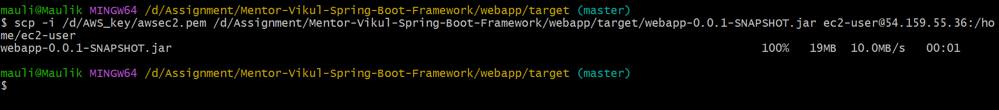 mauli@Maulik MINGW64 /d/Assignment/Mentor-Vikul-Spring-Boot-Framework/webapp/target (master)
$ scp -i /d/AWS_key/awsec2.pem /d/Assignment/Mentor-Vikul-Spring-Boot-Framework/webapp/target/webapp-0.0.1-SNAPSHOT.jar ec2-user@54.159.55.36:/ho
me/ec2-user
webapp-0.0.1-SNAPSHOT.jar 100% 19MB 10.0MB/s 00:01
mauli@Maulik MINGW64 /d/Assignment/Mentor-Vikul-Spring-Boot-Framework/webapp/target (master)
$